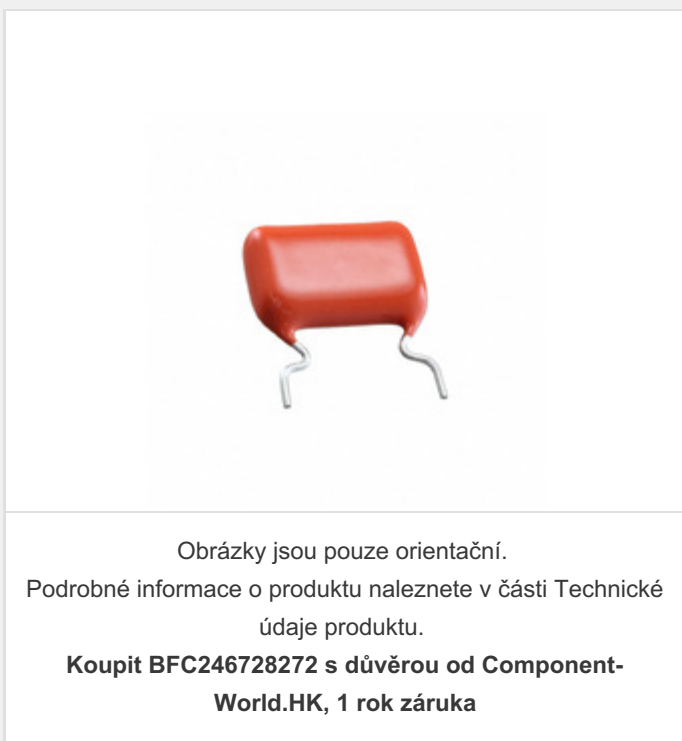 Obrázky jsou pouze orientační.
Podrobné informace o produktu naleznete v části Technické
údaje produktu.
Koupit BFC246728272 s důvěrou od Component-
World.HK, 1 rok záruka